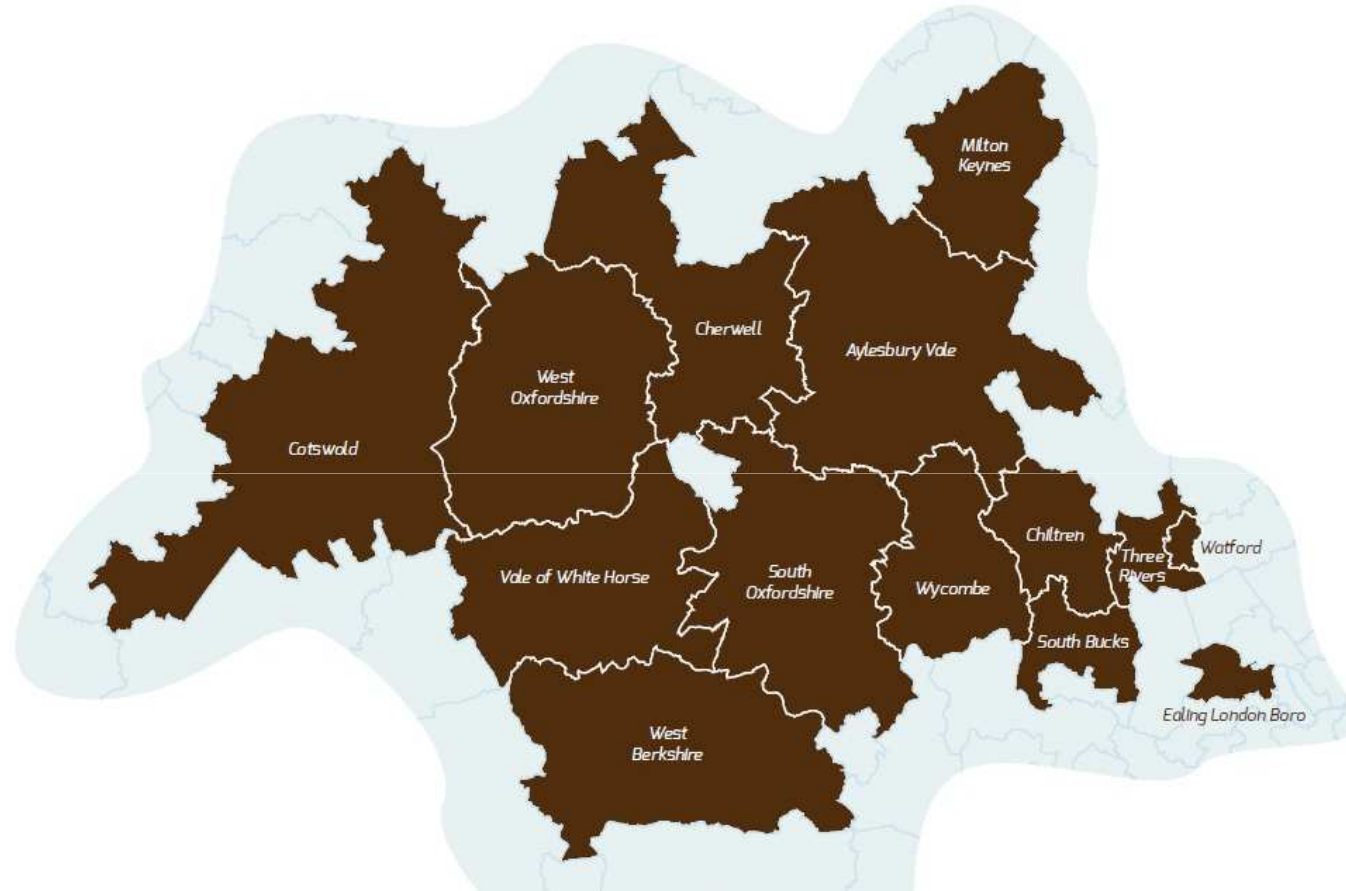 Milton
Keynes
Cherwell
Aylesbury Vale
West
Oxfordshire
Cotswold
Chiltren
Watford
Three
Rivers
Vale of White Horse
South
Oxfordshire
Wycombe
South Bucks
Ealing London Boro
West
Berkshire